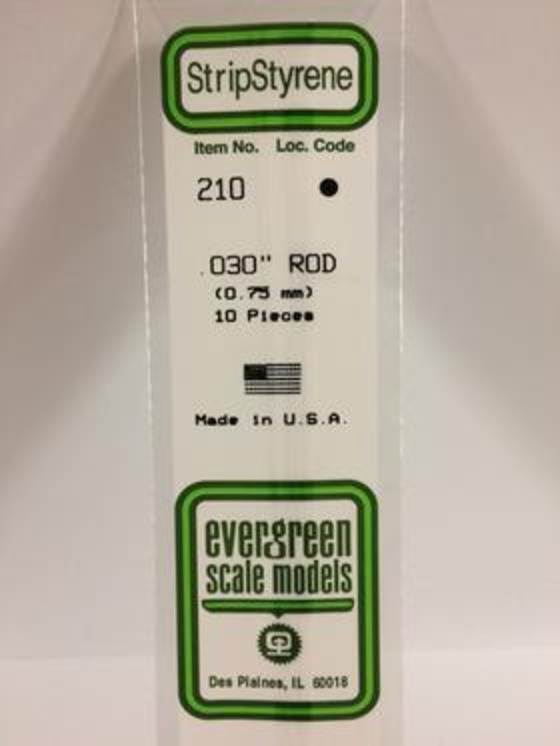 StripStyrene
Item No. Loc. Code
210 ●
.030" ROD
(0.75 mm)
10 Pieces
Made in U.S.A.
evergreen
scale models
Des Plaines, IL 60018